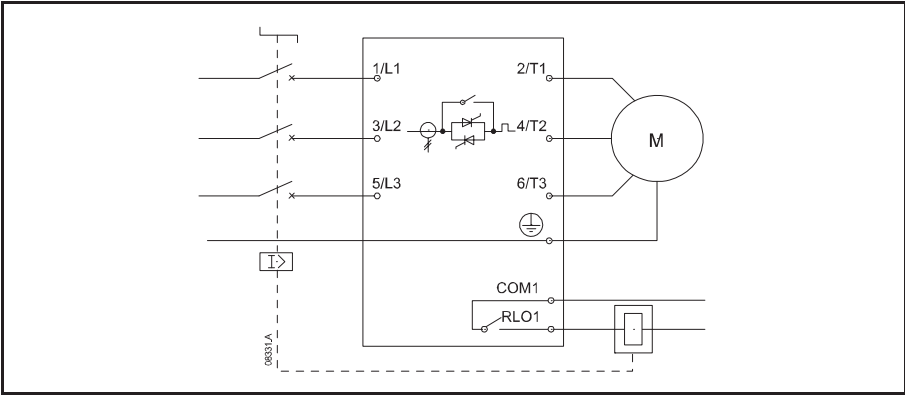 1/L1
2/T1
3/L2
4/T2
M
5/L3
6/T3
I>
COM1
RLO1
08331.A